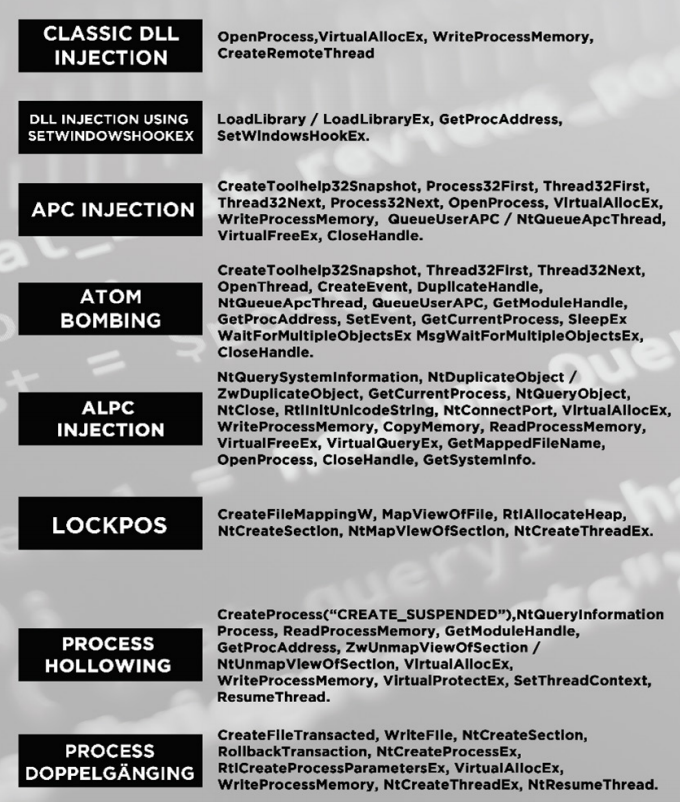 CLASSIC DLL
INJECTION
OpenProcess,VirtualAllocEx, WriteProcessMemory,
CreateRemoteThread
DLL INJECTION USING
SETWINDOWSHOOKEX
LoadLibrary / LoadLibraryEx, GetProcAddress,
SetWindowsHookEx.
APC INJECTION
CreateToolhelp32Snapshot, Process32First, Thread32First,
Thread32Next, Process32Next, OpenProcess, VirtualAllocEx,
WriteProcessMemory, QueueUserAPC / NtQueueApcThread,
VirtualFreeEx, CloseHandle.
ATOM
BOMBING
CreateToolhelp32Snapshot, Thread32First, Thread32Next,
OpenThread, CreateEvent, DuplicateHandle,
NtQueueApcThread, QueueUserAPC, GetModuleHandle,
GetProcAddress, SetEvent, GetCurrentProcess, SleepEx
WaitForMultipleObjectsEx MsgWaitForMultipleObjectsEx,
CloseHandle.
ALPC
INJECTION
NtQuerySystemInformation, NtDuplicateObject /
ZwDuplicateObject, GetCurrentProcess, NtQueryObject,
NtClose, RtlInitUnicodeString, NtConnectPort, VirtualAllocEx,
WriteProcessMemory, CopyMemory, ReadProcessMemory,
VirtualFreeEx, VirtualQueryEx, GetMappedFileName,
OpenProcess, CloseHandle, GetSystemInfo.
LOCKPOS
CreateFileMappingW, MapViewOfFile, RtlAllocateHeap,
NtCreateSection, NtMapViewOfSection, NtCreateThreadEx.
PROCESS
HOLLOWING
CreateProcess(“CREATE_SUSPENDED”),NtQueryInformation
Process, ReadProcessMemory, GetModuleHandle,
GetProcAddress, ZwUnmapViewOfSection /
NtUnmapViewOfSection, VirtualAllocEx,
WriteProcessMemory, VirtualProtectEx, SetThreadContext,
ResumeThread.
PROCESS
DOPPELGÄNGING
CreateFileTransacted, WriteFile, NtCreateSection,
RollbackTransaction, NtCreateProcessEx,
RtlCreateProcessParametersEx, VirtualAllocEx,
WriteProcessMemory, NtCreateThreadEx, NtResumeThread.